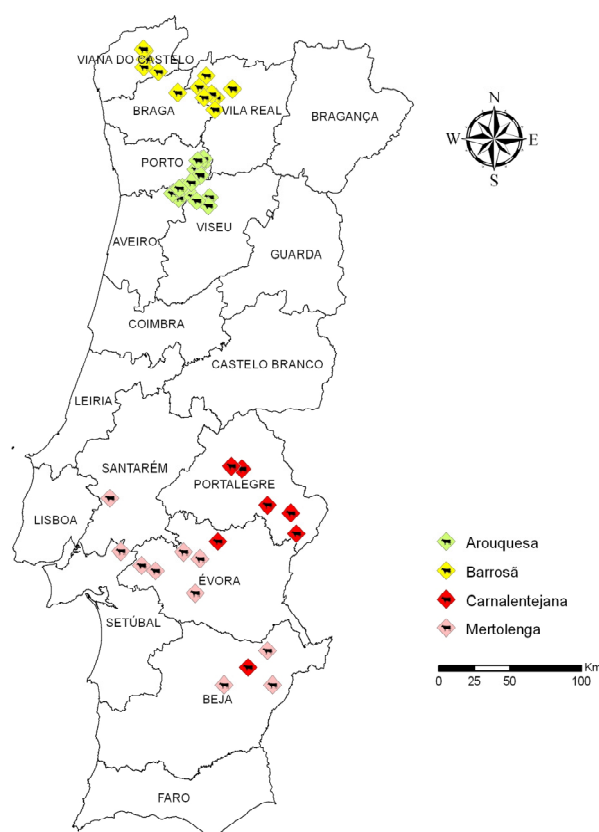 VIANA DO CASTELO
BRAGA
VILA REAL
BRAGANÇA
N
W
E
S
PORTO
AVEIRO
VISEU
GUARDA
COIMBRA
CASTELO BRANCO
LEIRIA
SANTARÉM
PORTALEGRE
LISBOA
ÉVORA
SETÚBAL
BEJA
FARO
Arouquesa
Barrosã
Carnalentejana
Mertolenga
Km
0 25 50 100